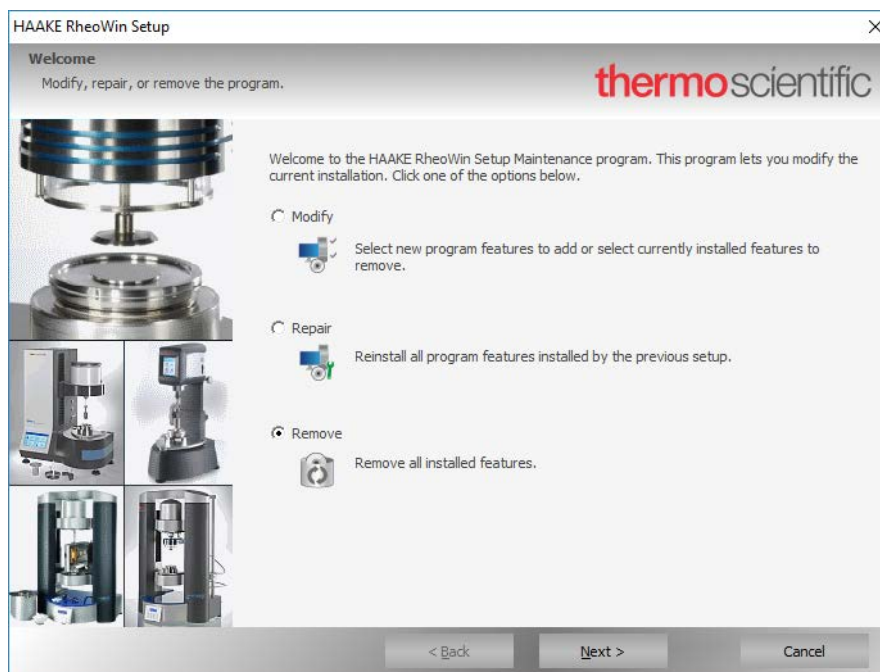 HAAKE RheoWin Setup
Welcome
Modify, repair, or remove the program.
thermoscientific
Welcome to the HAAKE RheoWin Setup Maintenance program. This program lets you modify the
current installation. Click one of the options below.
Modify
Select new program features to add or select currently installed features to
remove.
Repair
Reinstall all program features installed by the previous setup.
Remove
Remove all installed features.
< Back
Next >
Cancel